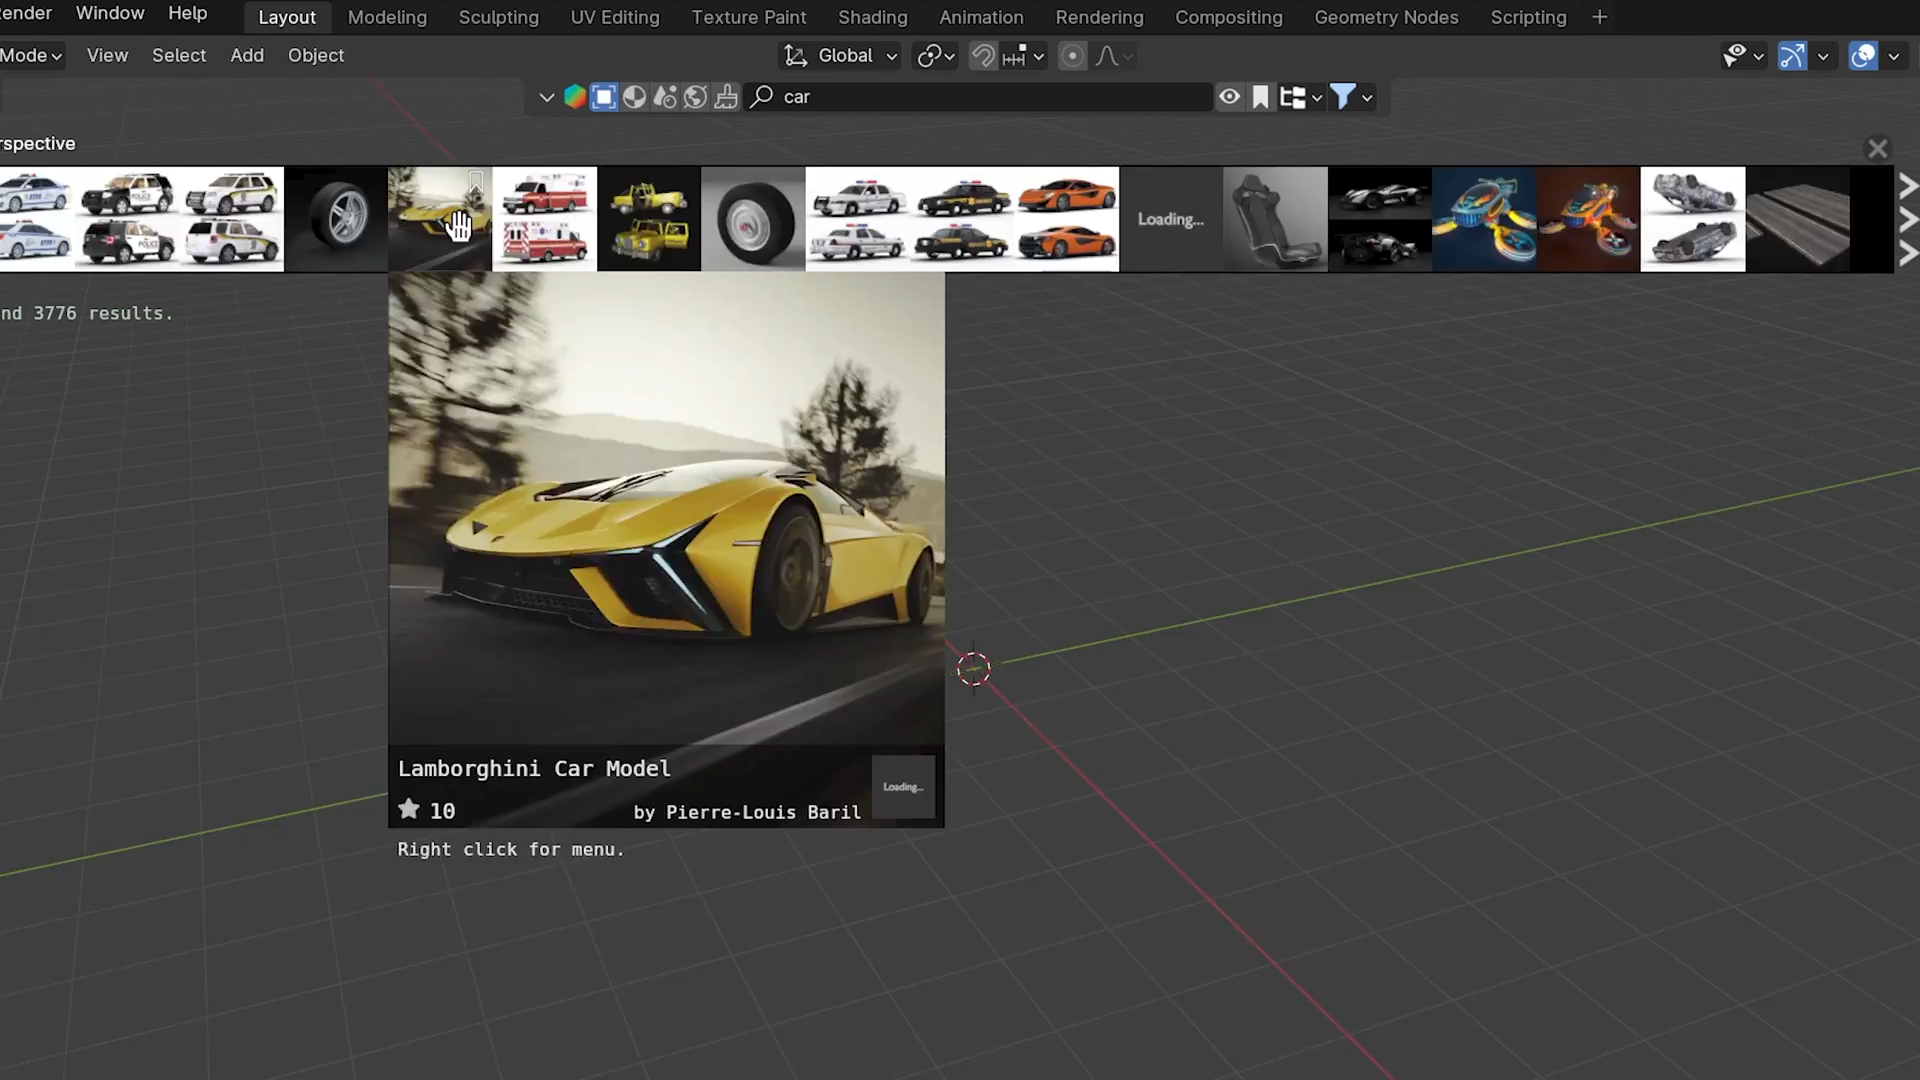 ender Window Help Layout Modeling Sculpting UV Editing Texture Paint Shading Animation Rendering Compositing Geometry Nodes Scripting +
Mode View Select Add Object Global
car
rspective
Loading...
nd 3776 results.
Lamborghini Car Model
10 by Pierre-Louis Baril Loading...
Right click for menu.